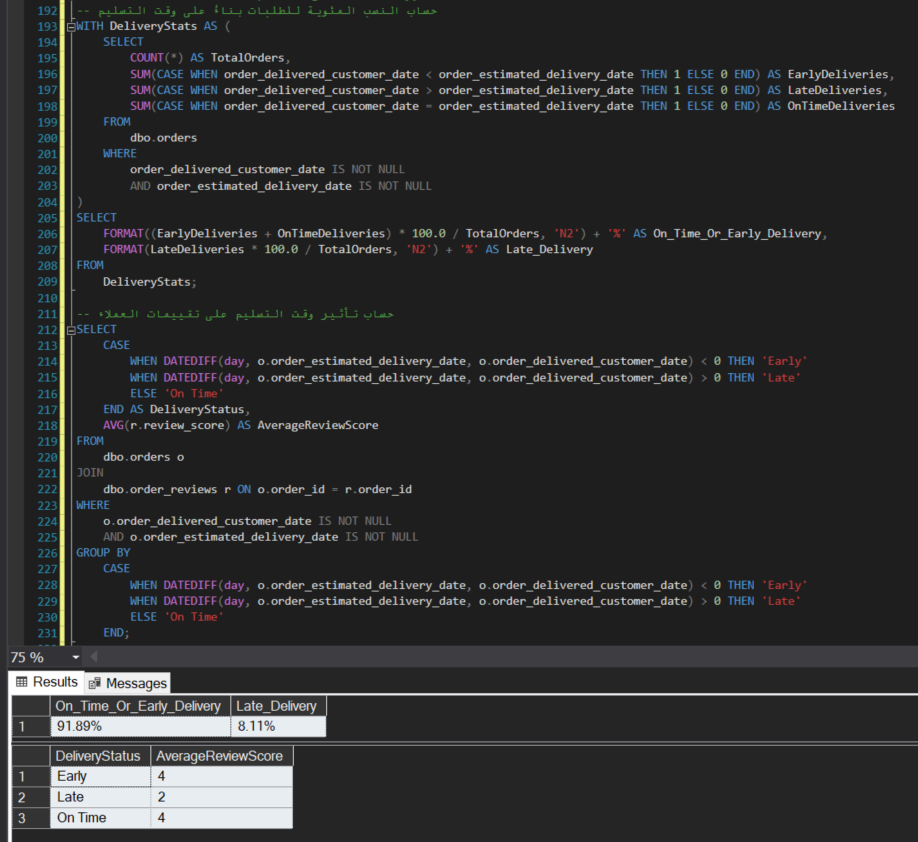 192 -- حساب النسب المئوية للطلبات بناءً على وقت التسليم
193 WITH DeliveryStats AS (
194 SELECT
195 COUNT(*) AS TotalOrders,
196 SUM(CASE WHEN order_delivered_customer_date < order_estimated_delivery_date THEN 1 ELSE 0 END) AS EarlyDeliveries,
197 SUM(CASE WHEN order_delivered_customer_date > order_estimated_delivery_date THEN 1 ELSE 0 END) AS LateDeliveries,
198 SUM(CASE WHEN order_delivered_customer_date = order_estimated_delivery_date THEN 1 ELSE 0 END) AS OnTimeDeliveries
199 FROM
200 dbo.orders
201 WHERE
202 order_delivered_customer_date IS NOT NULL
203 AND order_estimated_delivery_date IS NOT NULL
204 )
205 SELECT
206 FORMAT((EarlyDeliveries + OnTimeDeliveries) * 100.0 / TotalOrders, 'N2') + '%' AS On_Time_Or_Early_Delivery,
207 FORMAT(LateDeliveries * 100.0 / TotalOrders, 'N2') + '%' AS Late_Delivery
208 FROM
209 DeliveryStats;
210
211 -- حساب تأثير وقت التسليم على تقييمات العملاء
212 SELECT
213 CASE
214 WHEN DATEDIFF(day, o.order_estimated_delivery_date, o.order_delivered_customer_date) < 0 THEN 'Early'
215 WHEN DATEDIFF(day, o.order_estimated_delivery_date, o.order_delivered_customer_date) > 0 THEN 'Late'
216 ELSE 'On Time'
217 END AS DeliveryStatus,
218 AVG(r.review_score) AS AverageReviewScore
219 FROM
220 dbo.orders o
221 JOIN
222 dbo.order_reviews r ON o.order_id = r.order_id
223 WHERE
224 o.order_delivered_customer_date IS NOT NULL
225 AND o.order_estimated_delivery_date IS NOT NULL
226 GROUP BY
227 CASE
228 WHEN DATEDIFF(day, o.order_estimated_delivery_date, o.order_delivered_customer_date) < 0 THEN 'Early'
229 WHEN DATEDIFF(day, o.order_estimated_delivery_date, o.order_delivered_customer_date) > 0 THEN 'Late'
230 ELSE 'On Time'
231 END;
75 %
Results Messages
On_Time_Or_Early_Delivery Late_Delivery
1 91.89% 8.11%
DeliveryStatus AverageReviewScore
1 Early 4
2 Late 2
3 On Time 4